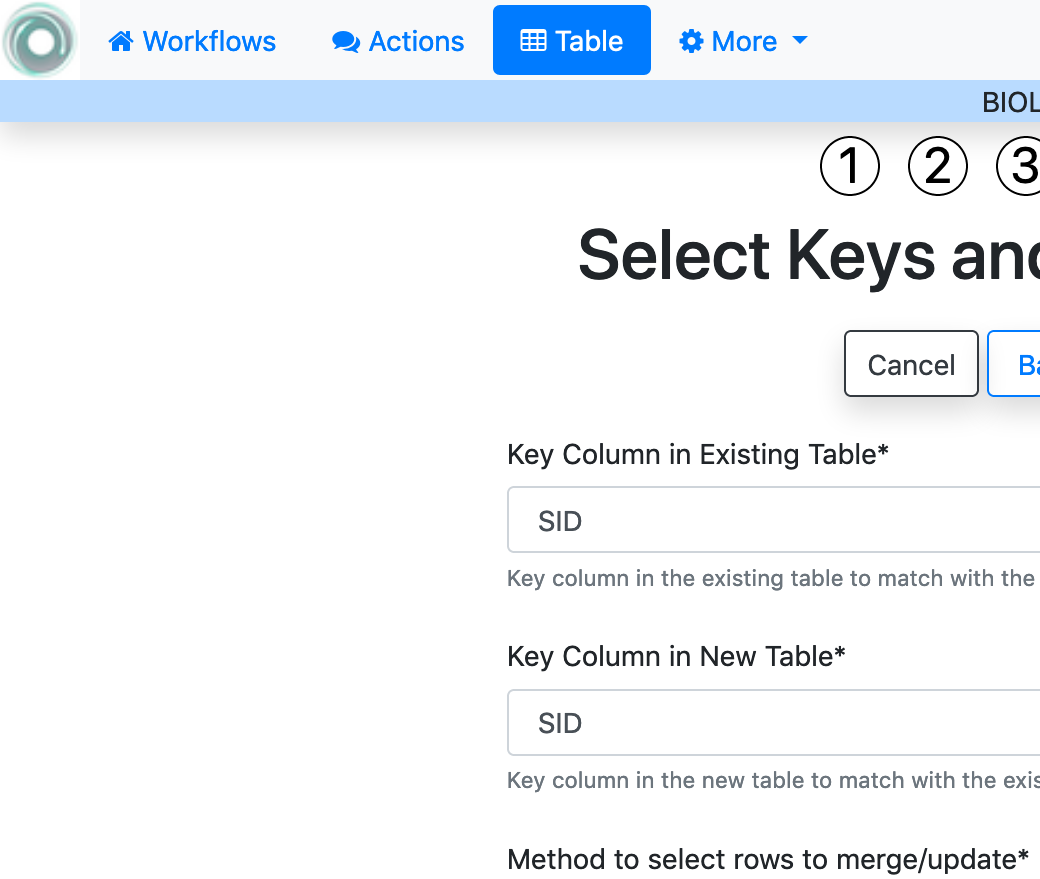 Workflows Actions Table More
BIOL
1 2 3
Select Keys and
Cancel Ba
Key Column in Existing Table*
SID
Key column in the existing table to match with the
Key Column in New Table*
SID
Key column in the new table to match with the exis
Method to select rows to merge/update*